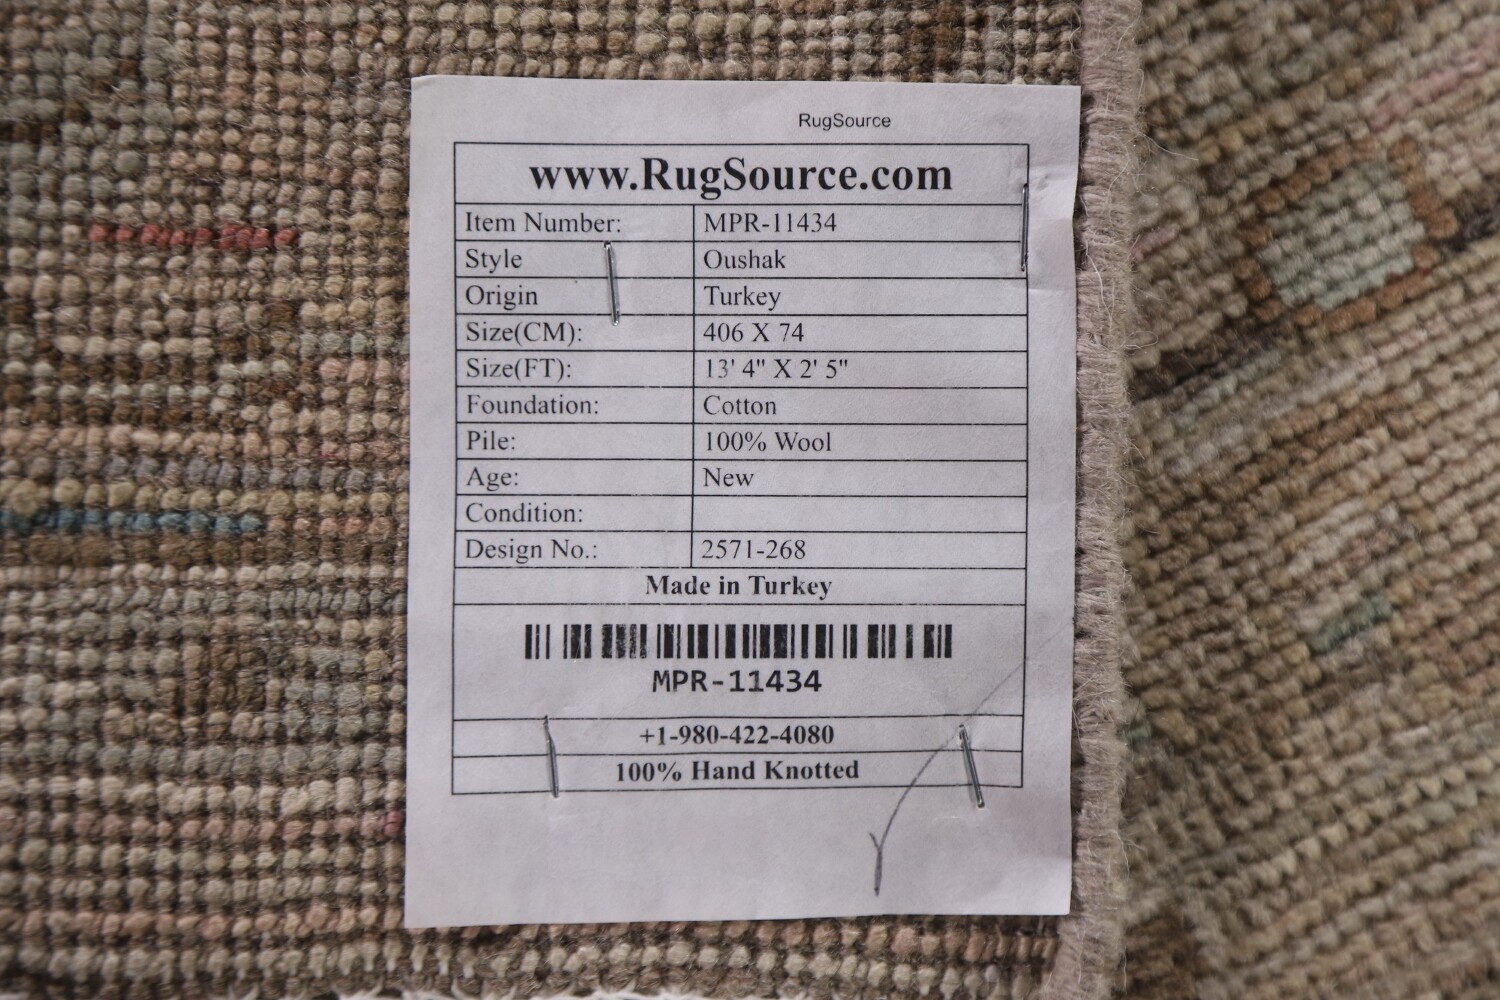 RugSource
www.RugSource.com
Item Number: MPR-11434
Style Oushak
Origin Turkey
Size(CM): 406 X 74
Size(FT): 13' 4" X 2' 5"
Foundation: Cotton
Pile: 100% Wool
Age: New
Condition:
Design No.: 2571-268
Made in Turkey
MPR-11434
+1-980-422-4080
100% Hand Knotted